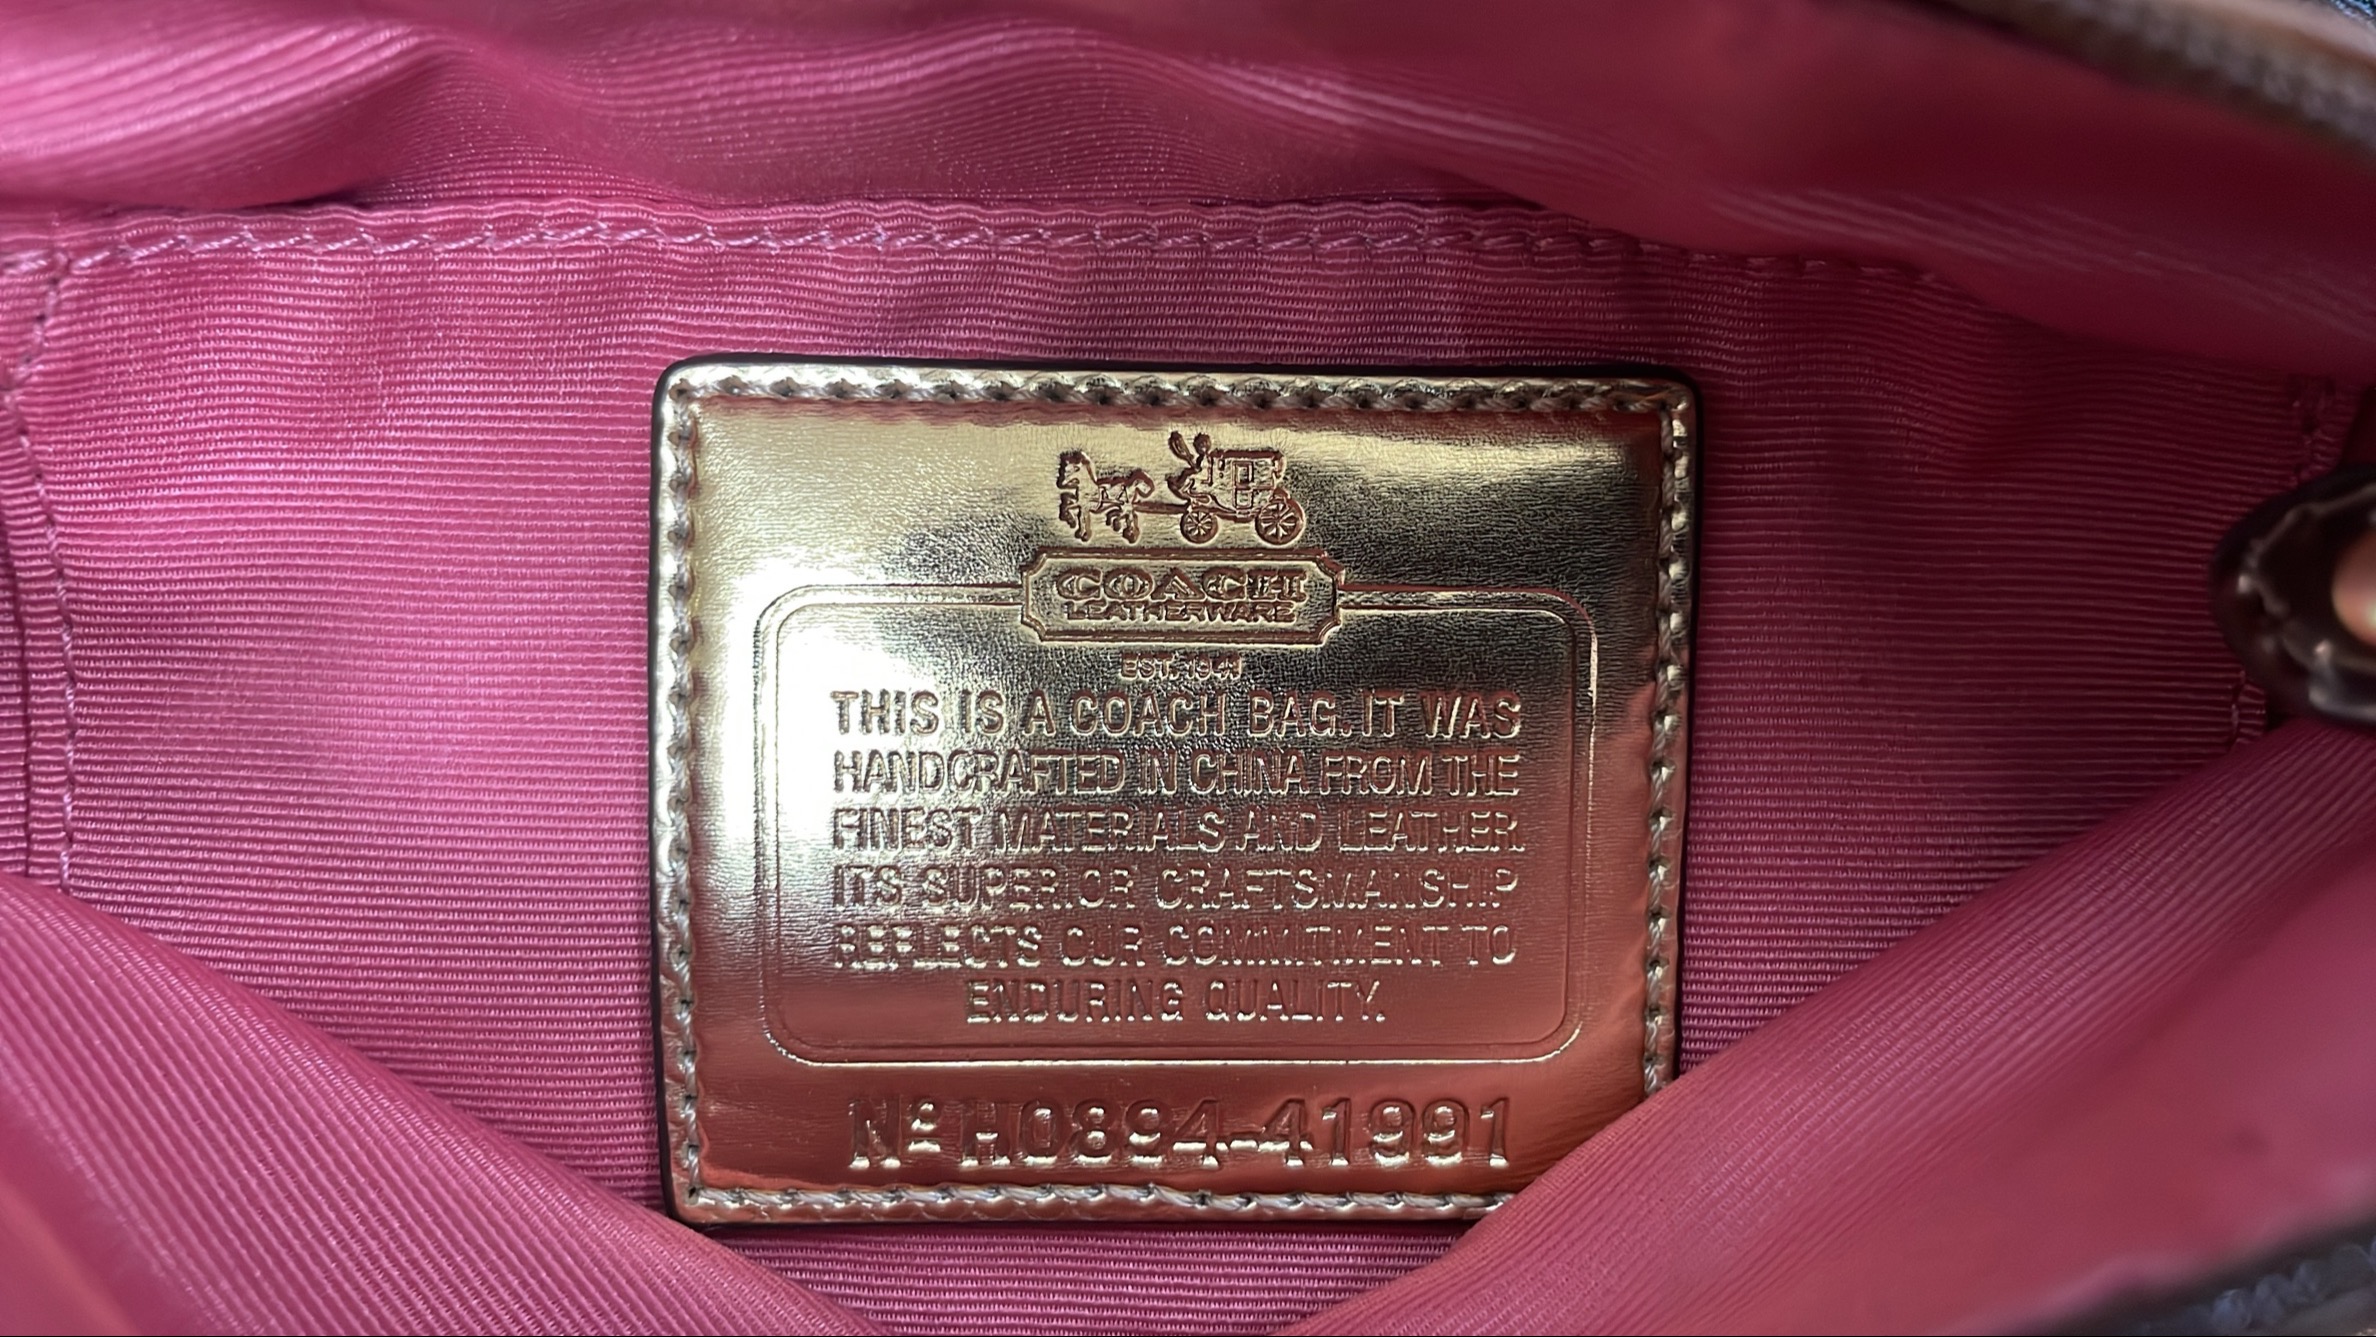 COACH
LEATHERWARE
EST. 1941
THIS IS A COACH BAG. IT WAS
HANDCRAFTED IN CHINA FROM THE
FINEST MATERIALS AND LEATHER
ITS SUPERIOR CRAFTSMANSHIP
REFLECTS OUR COMMITMENT TO
ENDURING QUALITY.
Nº H0894-41991